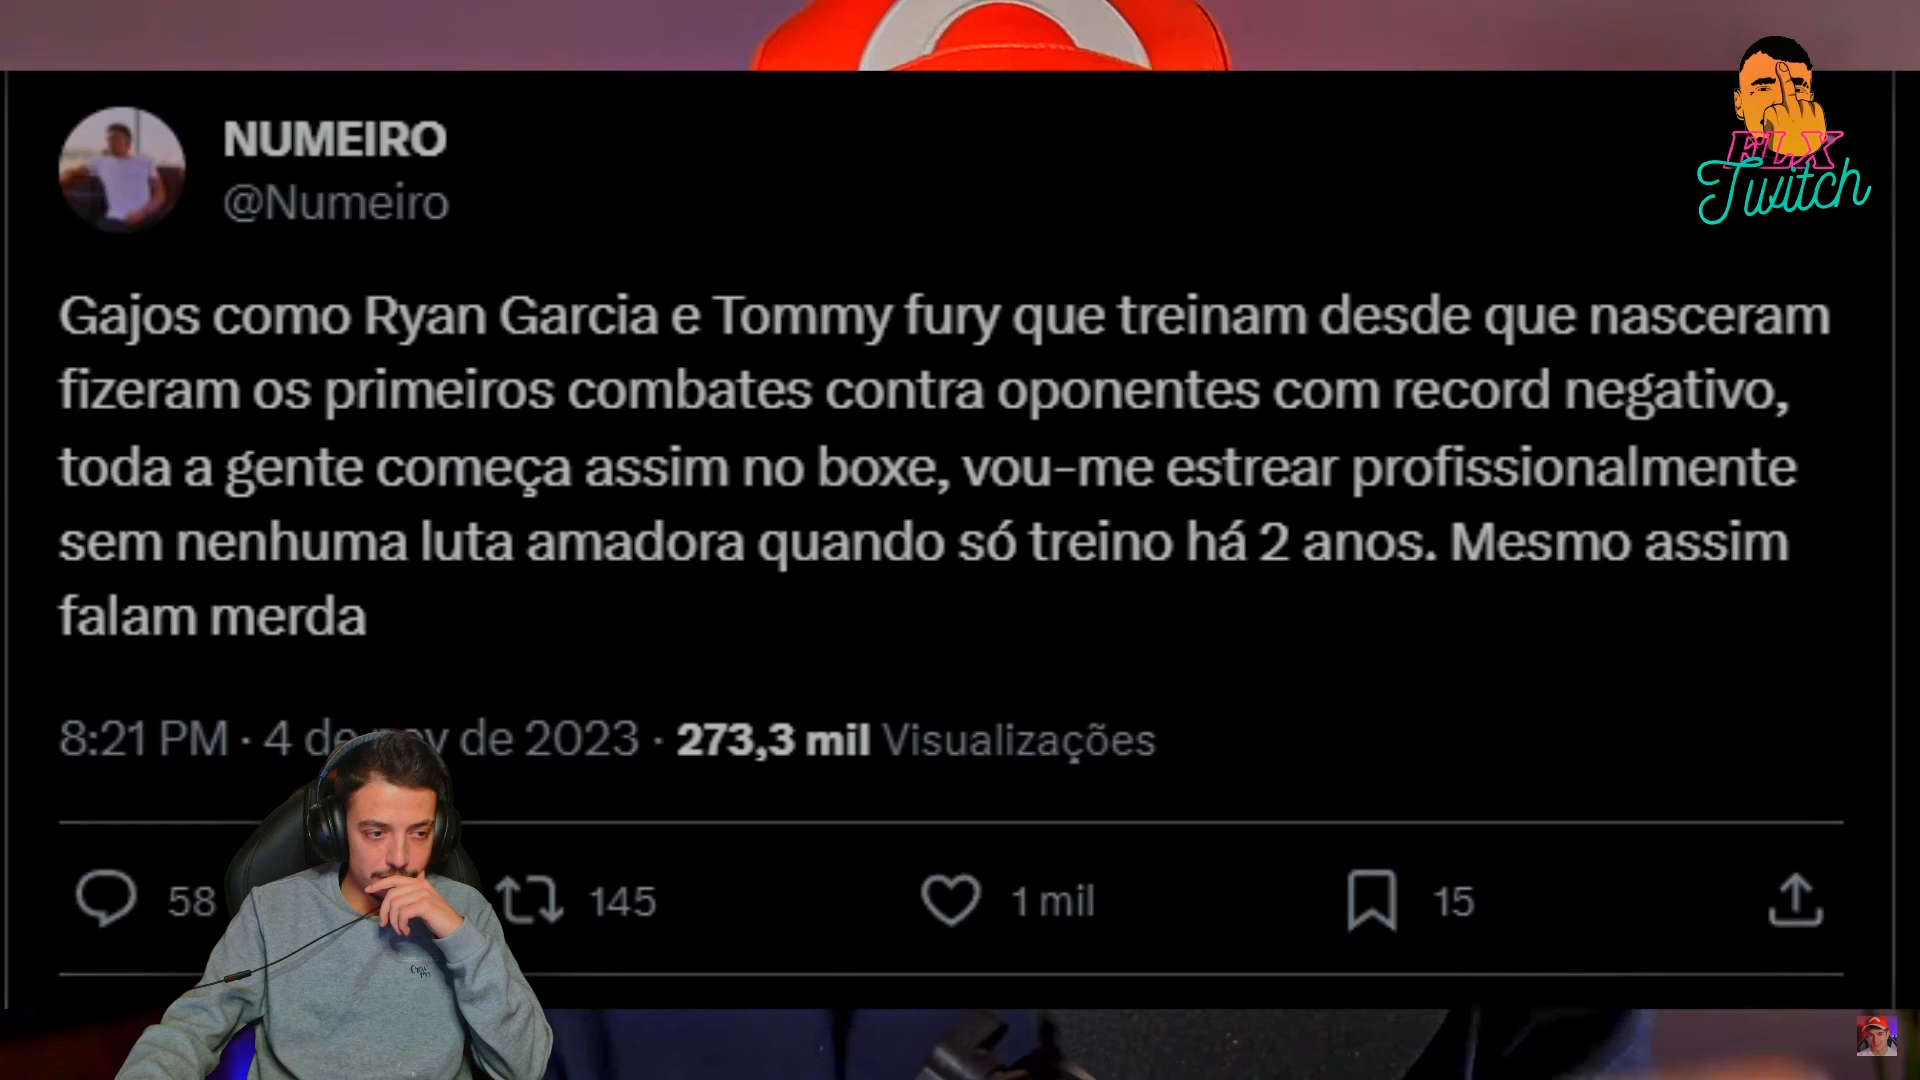 NUMEIRO
@Numeiro
Gajos como Ryan Garcia e Tommy fury que treinam desde que nasceram
fizeram os primeiros combates contra oponentes com record negativo,
toda a gente começa assim no boxe, vou-me estrear profissionalmente
sem nenhuma luta amadora quando só treino há 2 anos. Mesmo assim
falam merda
8:21 PM · 4 de nov de 2023 · 273,3 mil Visualizações
58 145 1 mil 15
FLX
Twitch